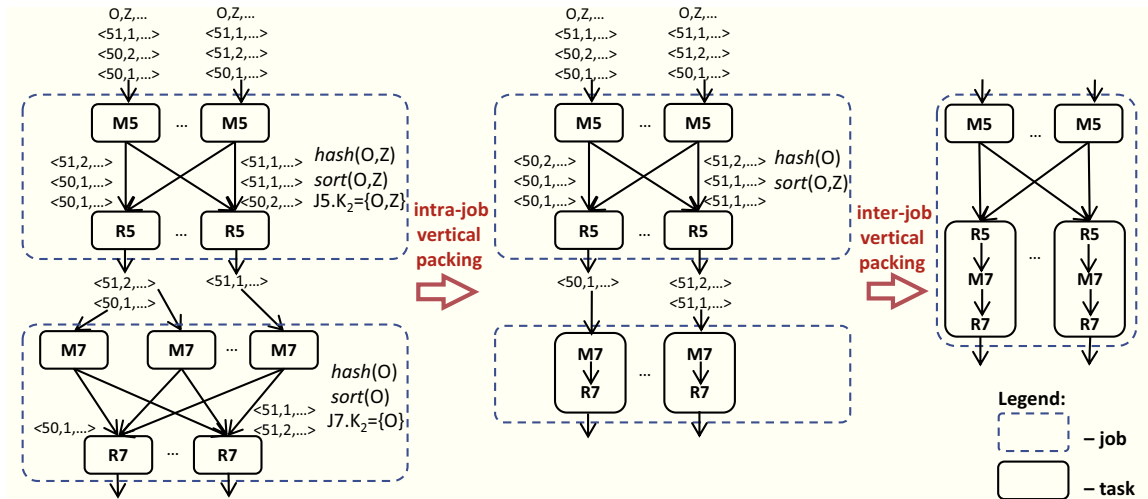 O,Z,...
<51,1,...>
<50,2,...>
<50,1,...>
O,Z,...
<51,1,...>
<51,2,...>
<50,1,...>
M5
...
M5
<51,2,...>
<50,1,...>
<50,1,...>
<51,1,...>
<51,1,...>
<50,2,...>
hash(O,Z)
sort(O,Z)
J5.K2={O,Z}
R5
...
R5
<51,2,...>
<50,1,...>
<51,1,...>
M7
M7
...
M7
hash(O)
sort(O)
J7.K2={O}
<50,1,...>
<51,1,...>
<51,2,...>
R7
...
R7
intra-job
vertical
packing
O,Z,...
<51,1,...>
<50,2,...>
<50,1,...>
O,Z,...
<51,1,...>
<51,2,...>
<50,1,...>
M5
...
M5
<50,2,...>
<50,1,...>
<50,1,...>
<51,2,...>
<51,1,...>
<51,1,...>
hash(O)
sort(O,Z)
R5
...
R5
<50,1,...>
<51,2,...>
<51,1,...>
M7
R7
...
M7
R7
inter-job
vertical
packing
M5
...
M5
R5
M7
R7
...
R5
M7
R7
Legend:
– job
– task